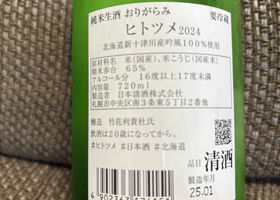 純米生酒 おりがらみ 要冷蔵
ヒトツメ2024
北海道新十津川産吟風100%使用
原材料名 米(国産)、米こうじ(国産米)
精米歩合 65%
アルコール分 16度以上17度未満
内容量 720ml
製造者 日本清酒株式会社
札幌市中央区南3条東5丁目2番地
醸造 竹花利貴杜氏
飲酒は20歳になってから。
#ヒトツメ #日本酒 #北海道
品目 清酒
製造年月
25.01